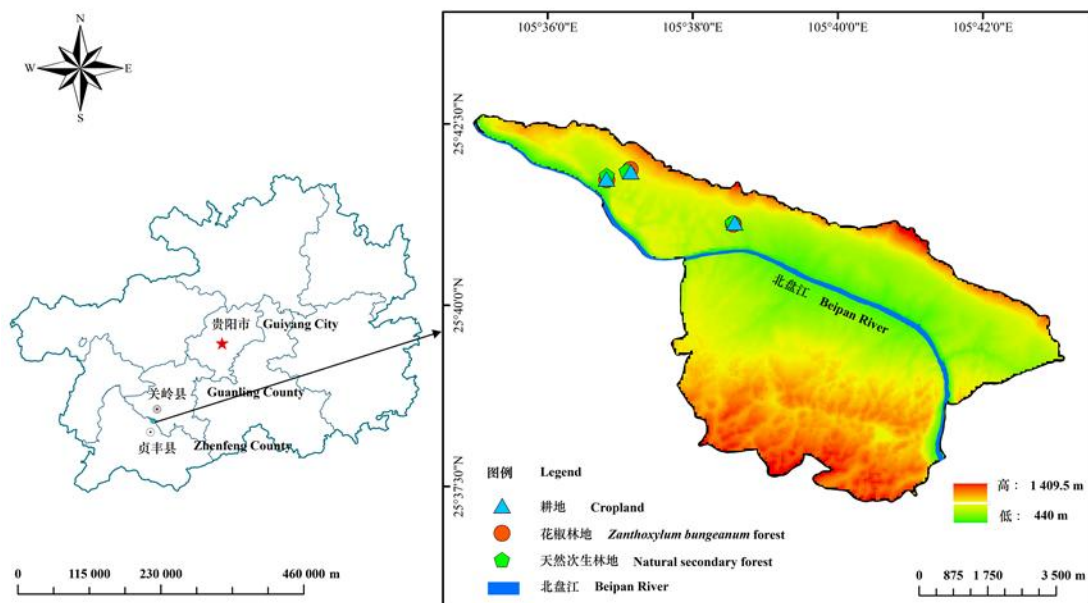 N
W E
S
贵阳市 Guiyang City
关岭县
Guanling County
贞丰县 Zhenfeng County
0 115 000 230 000 460 000 m
105°36'0"E 105°38'0"E 105°40'0"E 105°42'0"E
25°42'30"N
25°40'0"N
25°37'30"N
北盘江 Beipan River
图例 Legend
耕地 Cropland
花椒林地 Zanthoxylum bungeanum forest
天然次生林地 Natural secondary forest
北盘江 Beipan River
高： 1 409.5 m
低： 440 m
0 875 1 750 3 500 m